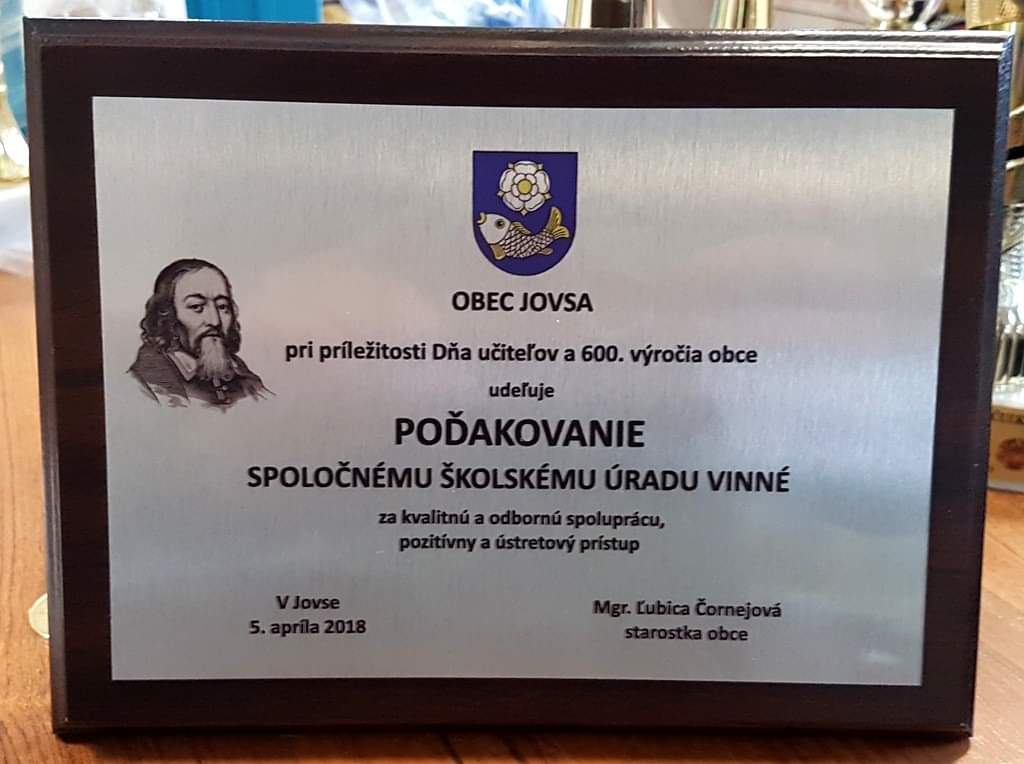 OBEC JOVSA
pri príležitosti Dňa učiteľov a 600. výročia obce
udeľuje
POĎAKOVANIE
SPOLOČNÉMU ŠKOLSKÉMU ÚRADU VINNÉ
za kvalitnú a odbornú spoluprácu,
pozitívny a ústretový prístup
V Jovse
5. apríla 2018
Mgr. Ľubica Čornejová
starostka obce